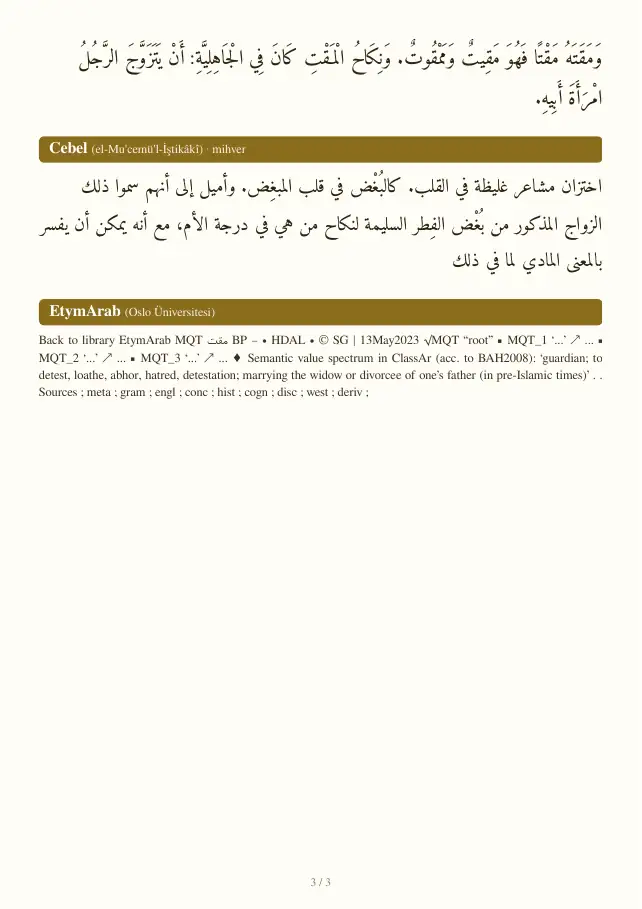 وَمَقَتَهُ مَقْتًا فَهُوَ مَقِيتٌ وَمَمْقُوتٌ. وَنِكَاحُ الْمَقْتِ كَانَ فِي الْجَاهِلِيَّةِ: أَنْ يَتَزَوَّجَ الرَّجُلُ
امْرَأَةَ أَبِيهِ.
Cebel (el-Mu'cemü'l-İştikâkî) · mihver
اختزان مشاعر غليظة في القلب. كالبُغْض في قلب المبغِض. وأميل إلى أنهم سموا ذلك
الزواج المذكور من بُغْض الفِطر السليمة لنكاح من هي في درجة الأم، مع أنه يمكن أن يفسر
بالمعنى المادي لما في ذلك
EtymArab (Oslo Üniversitesi)
Back to library EtymArab MQT مقت BP – • HDAL • © SG | 13May2023 √MQT “root” ▪ MQT_1 ‘...’ ↗ ... ▪
MQT_2 ‘...’ ↗ ... ▪ MQT_3 ‘...’ ↗ ... ♦ Semantic value spectrum in ClassAr (acc. to BAH2008): ‘guardian; to
detest, loathe, abhor, hatred, detestation; marrying the widow or divorcee of one’s father (in pre-Islamic times)’ . .
Sources ; meta ; gram ; engl ; conc ; hist ; cogn ; disc ; west ; deriv ;
3 / 3